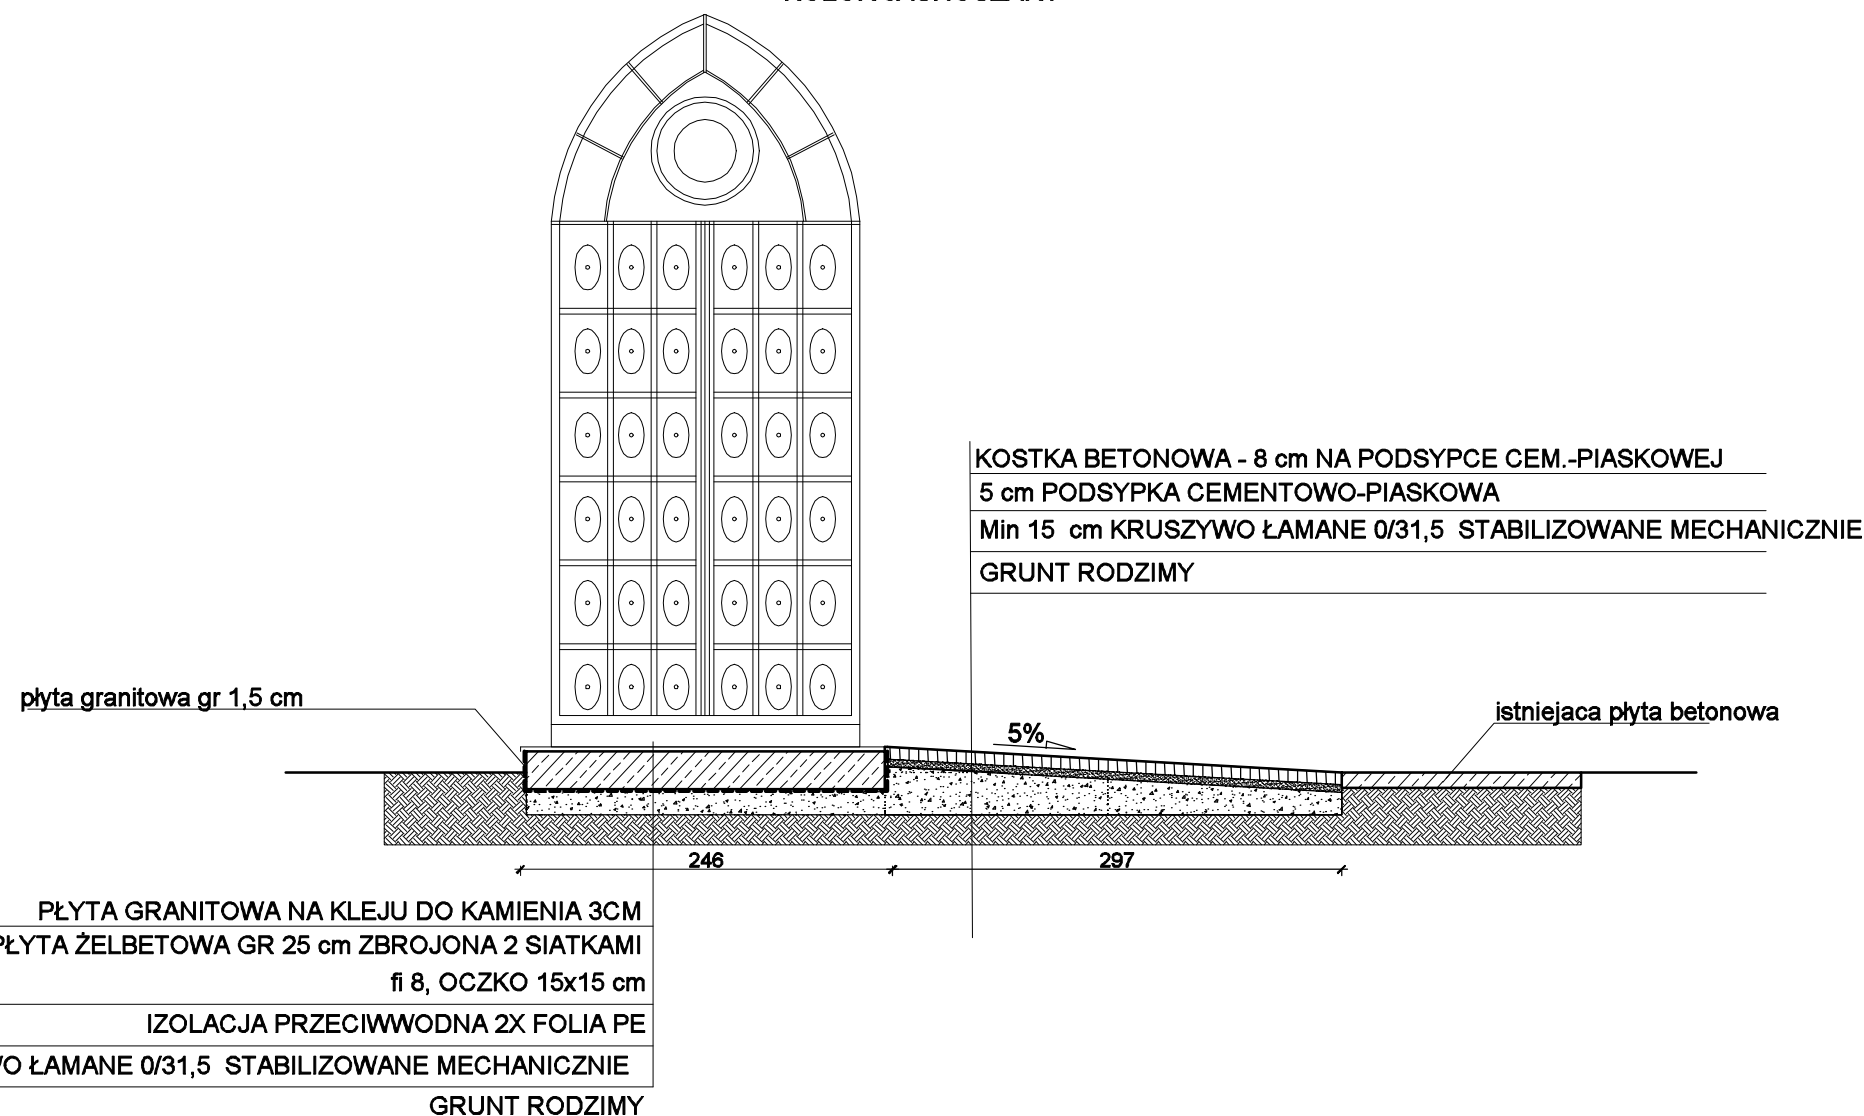 KOSTKA BETONOWA - 8 cm NA PODSYPCE CEM.-PIASKOWEJ
5 cm PODSYPKA CEMENTOWO-PIASKOWA
Min 15 cm KRUSZYWO ŁAMANE 0/31,5 STABILIZOWANE MECHANICZNIE
GRUNT RODZIMY
płyta granitowa gr 1,5 cm
istniejaca płyta betonowa
5%
246
297
PŁYTA GRANITOWA NA KLEJU DO KAMIENIA 3CM
PŁYTA ŻELBETOWA GR 25 cm ZBROJONA 2 SIATKAMI
fi 8, OCZKO 15x15 cm
IZOLACJA PRZECIWWODNA 2X FOLIA PE
ŁAMANE 0/31,5 STABILIZOWANE MECHANICZNIE
GRUNT RODZIMY